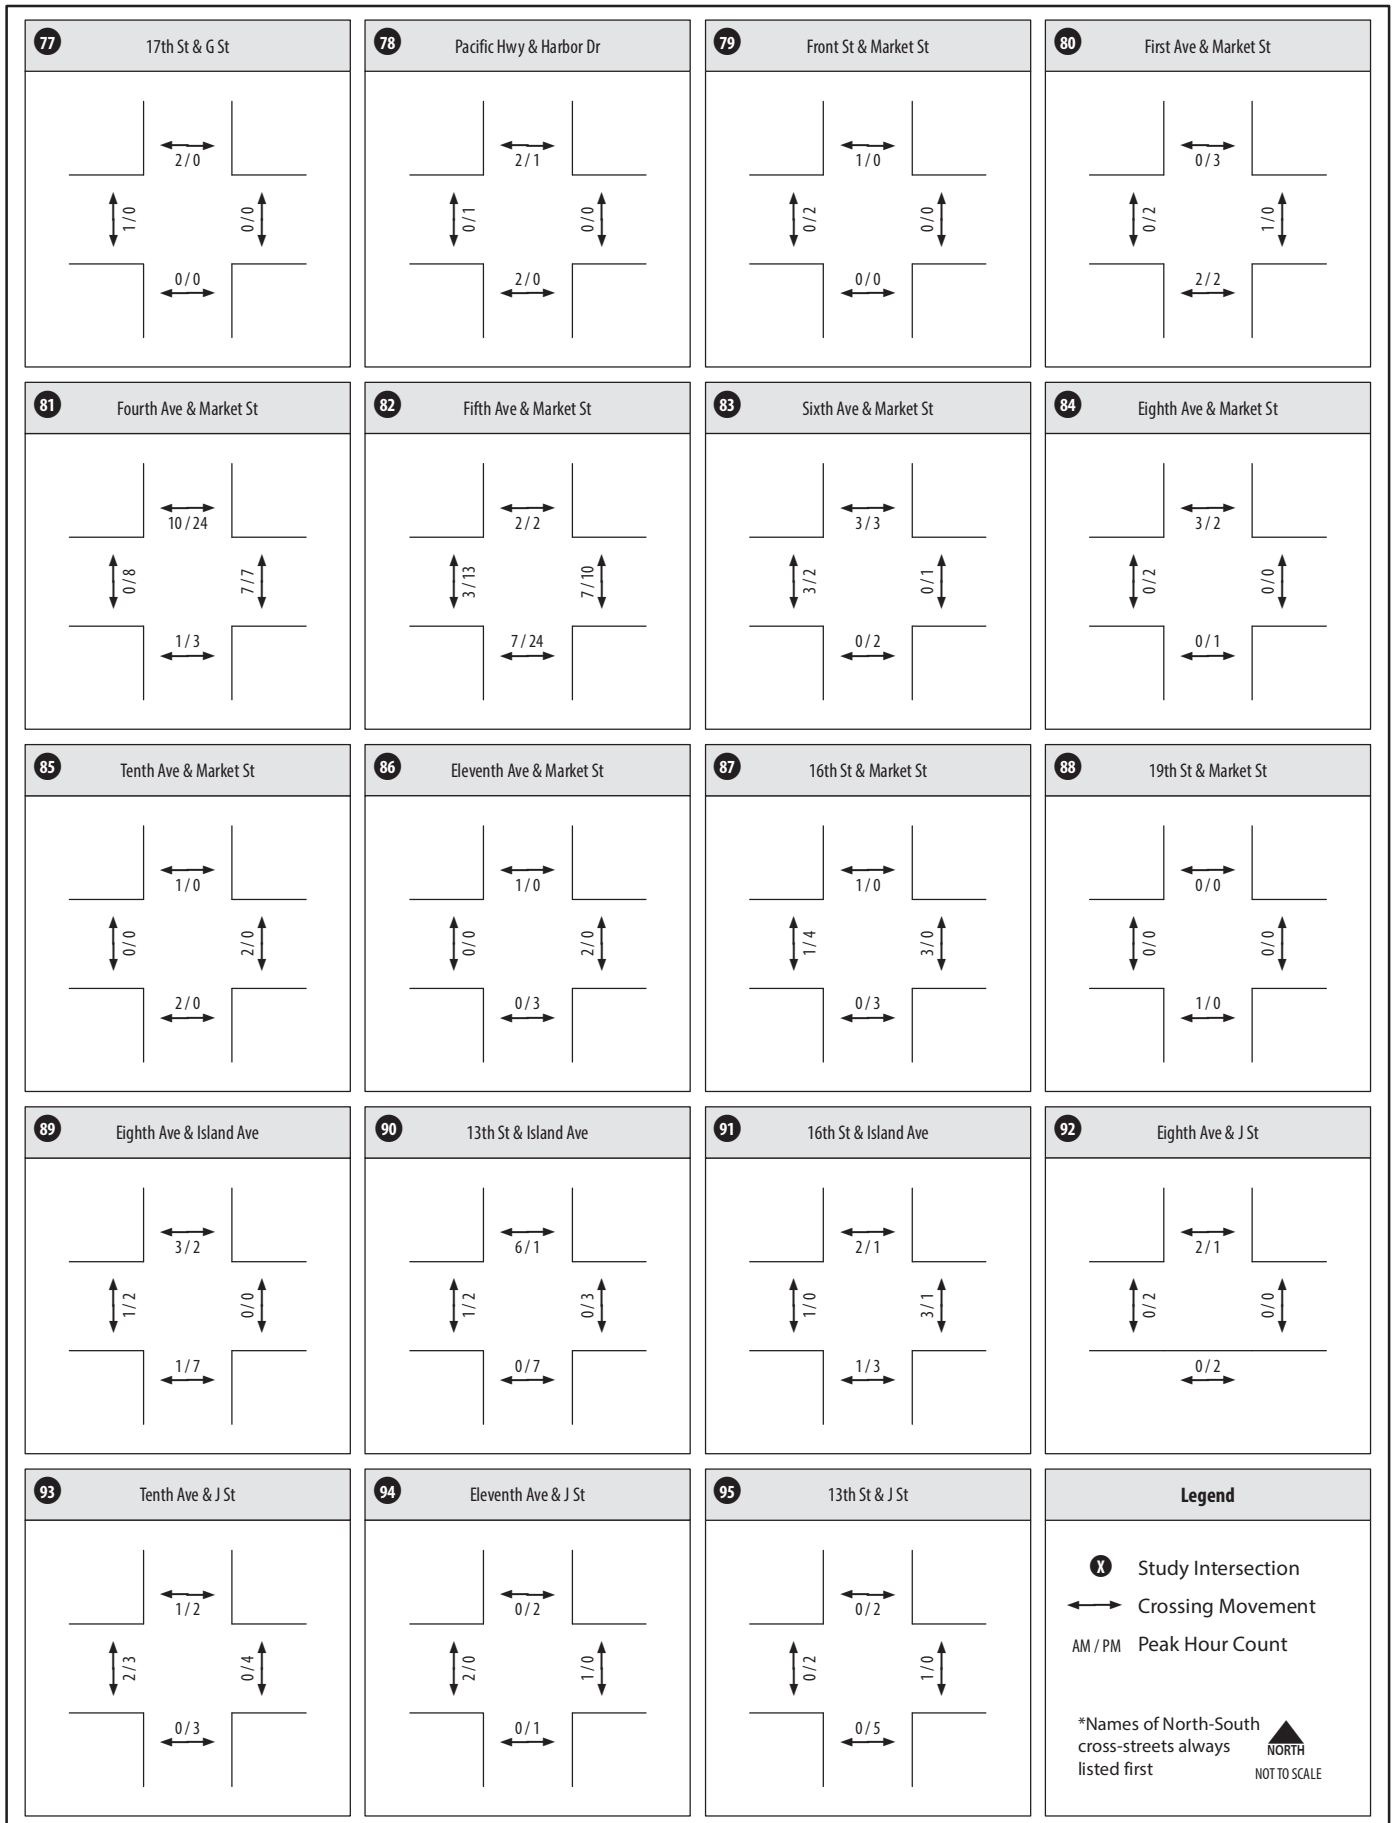 77 17th St & G St
2 / 0
1 / 0
0 / 0
0 / 0
78 Pacific Hwy & Harbor Dr
2 / 1
0 / 1
0 / 0
2 / 0
79 Front St & Market St
1 / 0
0 / 2
0 / 0
0 / 0
80 First Ave & Market St
0 / 3
0 / 2
1 / 0
2 / 2
81 Fourth Ave & Market St
10 / 24
0 / 8
7 / 7
1 / 3
82 Fifth Ave & Market St
2 / 2
3 / 13
7 / 10
7 / 24
83 Sixth Ave & Market St
3 / 3
3 / 2
0 / 1
0 / 2
84 Eighth Ave & Market St
3 / 2
0 / 2
0 / 0
0 / 1
85 Tenth Ave & Market St
1 / 0
0 / 0
2 / 0
2 / 0
86 Eleventh Ave & Market St
1 / 0
0 / 0
2 / 0
0 / 3
87 16th St & Market St
1 / 0
1 / 4
3 / 0
0 / 3
88 19th St & Market St
0 / 0
0 / 0
0 / 0
1 / 0
89 Eighth Ave & Island Ave
3 / 2
1 / 2
0 / 0
1 / 7
90 13th St & Island Ave
6 / 1
1 / 2
0 / 3
0 / 7
91 16th St & Island Ave
2 / 1
1 / 0
3 / 1
1 / 3
92 Eighth Ave & J St
2 / 1
0 / 2
0 / 0
0 / 2
93 Tenth Ave & J St
1 / 2
2 / 3
0 / 4
0 / 3
94 Eleventh Ave & J St
0 / 2
2 / 0
1 / 0
0 / 1
95 13th St & J St
0 / 2
0 / 2
1 / 0
0 / 5
Legend
X Study Intersection
Crossing Movement
AM / PM Peak Hour Count
*Names of North-South
cross-streets always
listed first
NORTH
NOT TO SCALE